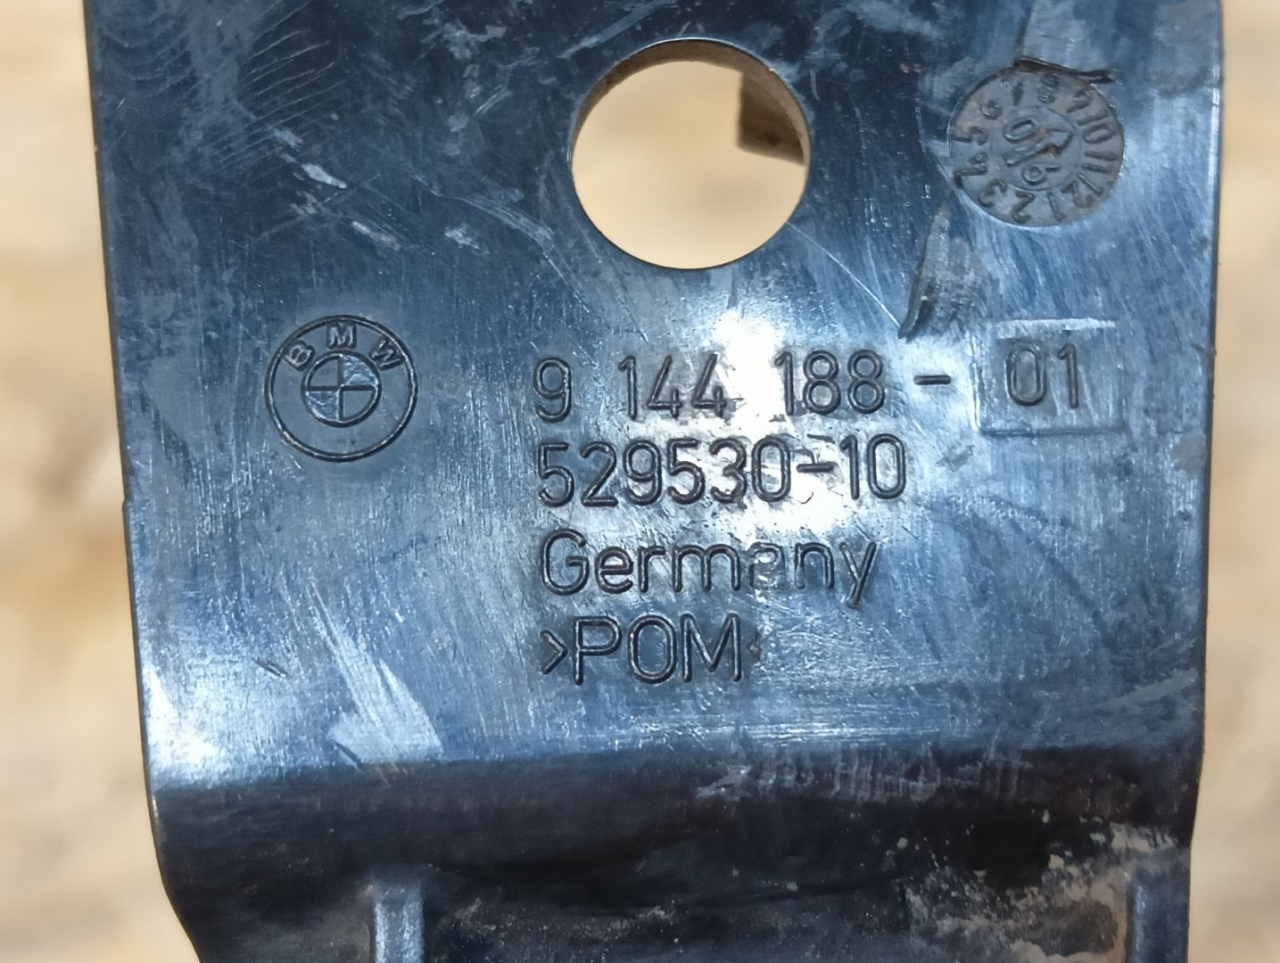 BMW
9 144 188 - 01
529530-10
Germany
>POM<